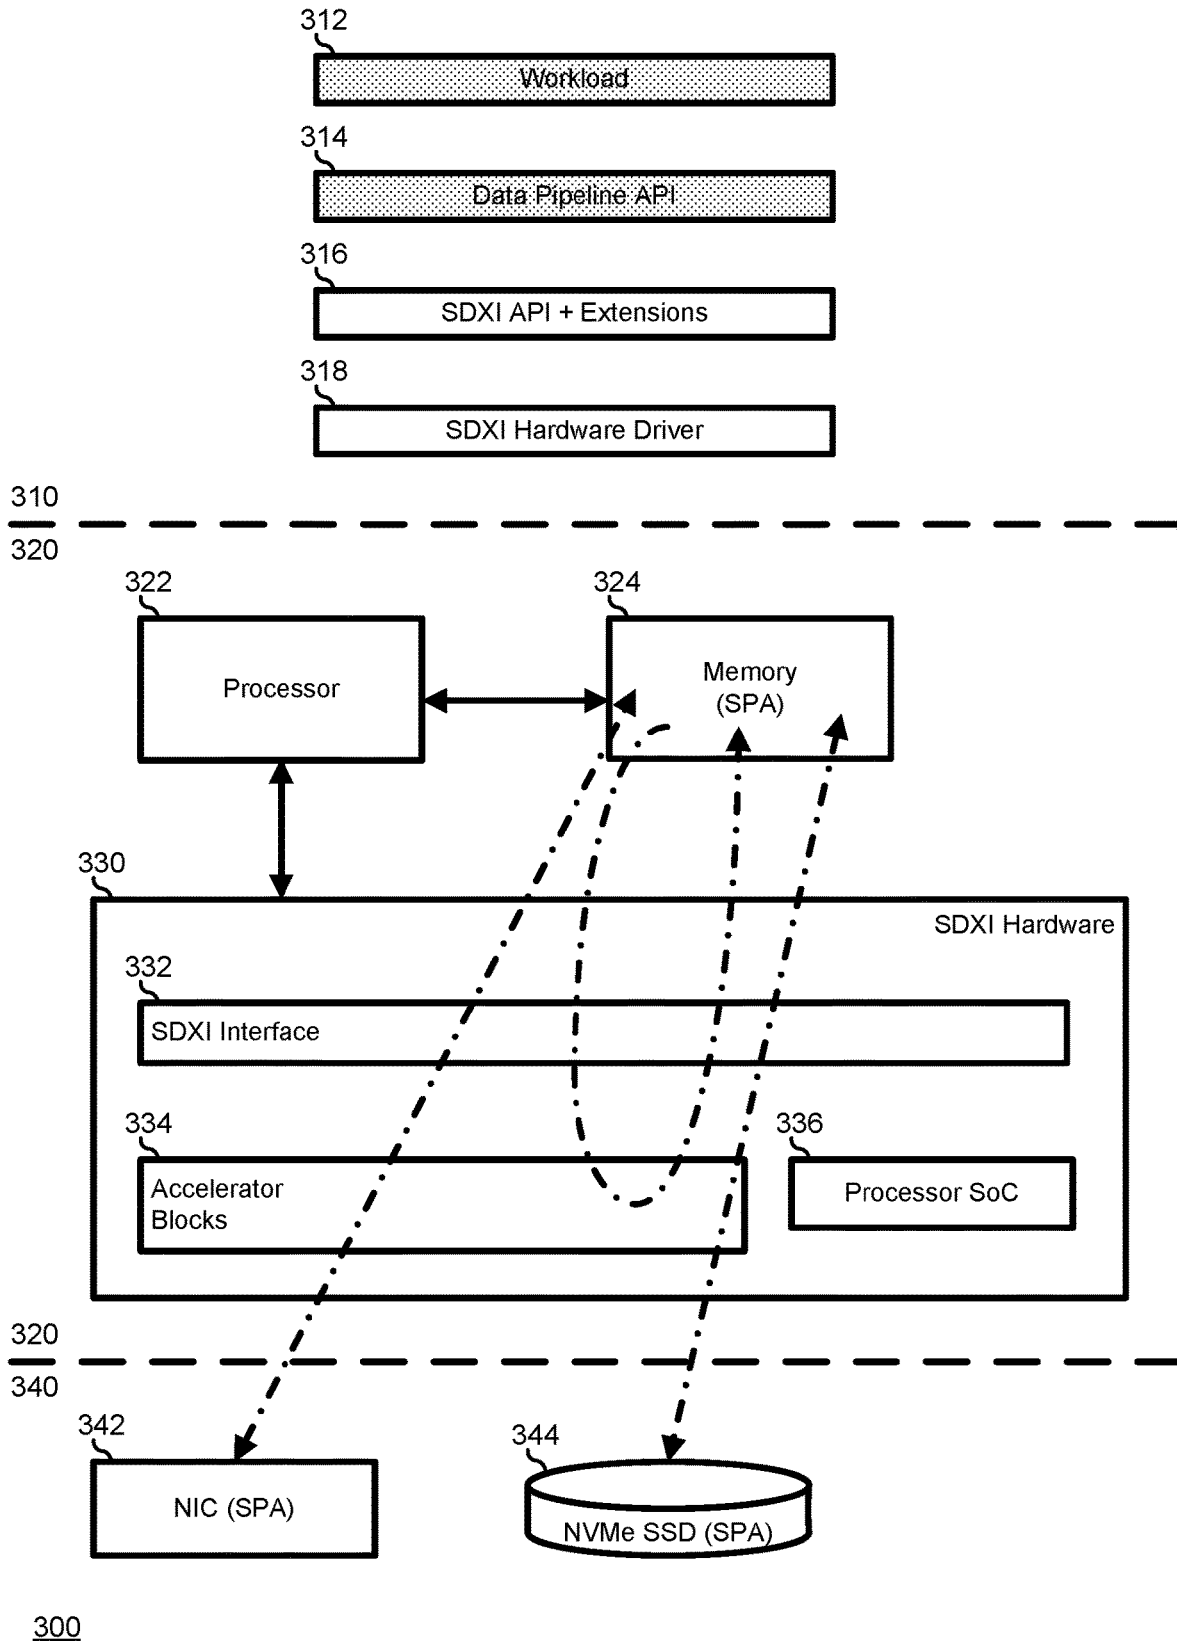 312
Workload
314
Data Pipeline API
316
SDXI API + Extensions
318
SDXI Hardware Driver
310
320
322
324
Processor
Memory
(SPA)
330
SDXI Hardware
332
SDXI Interface
334
336
Accelerator
Blocks
Processor SoC
320
340
342
344
NIC (SPA)
NVMe SSD (SPA)
300